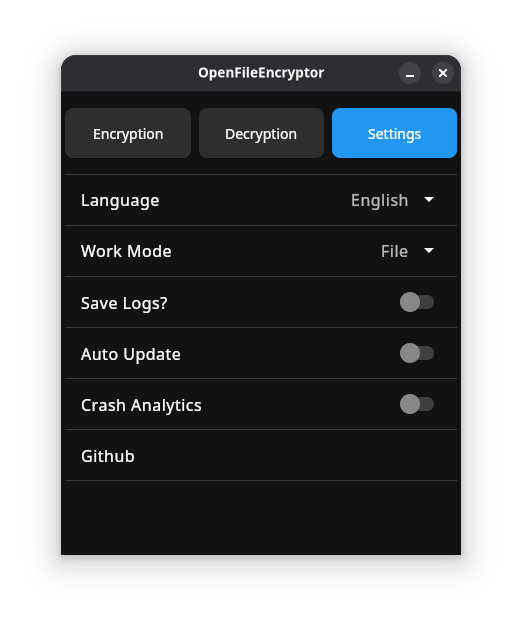 OpenFileEncryptor
Encryption Decryption Settings
Language English
Work Mode File
Save Logs?
Auto Update
Crash Analytics
Github